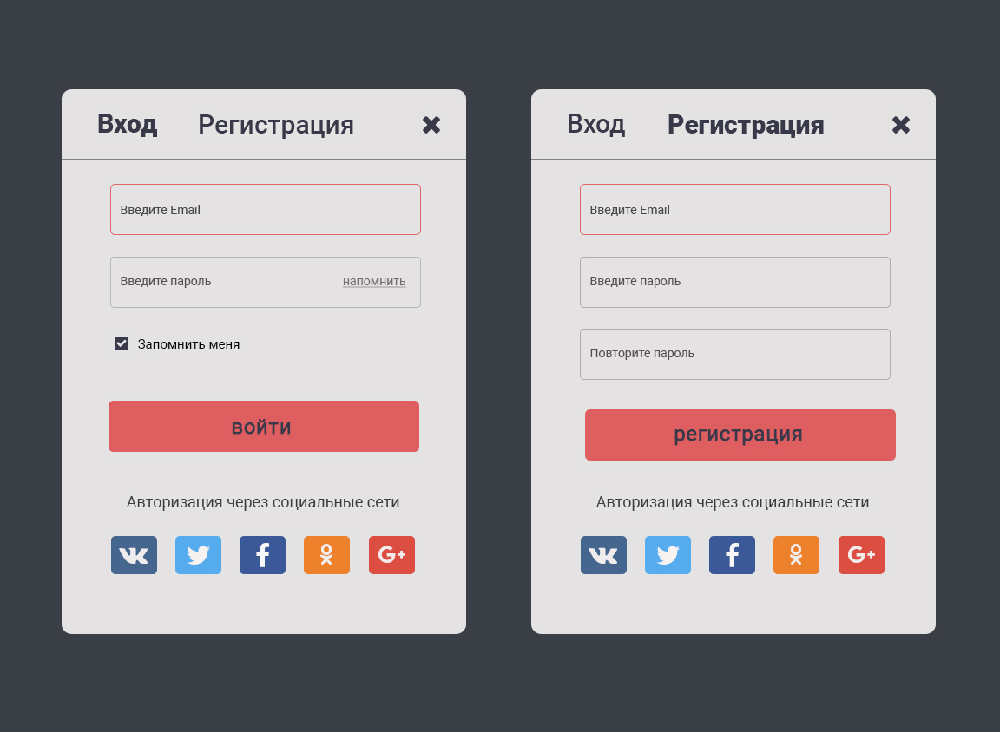 Вход Регистрация
Введите Email
Введите пароль напомнить
Запомнить меня
войти
Авторизация через социальные сети
G+
Вход Регистрация
Введите Email
Введите пароль
Повторите пароль
регистрация
Авторизация через социальные сети
G+